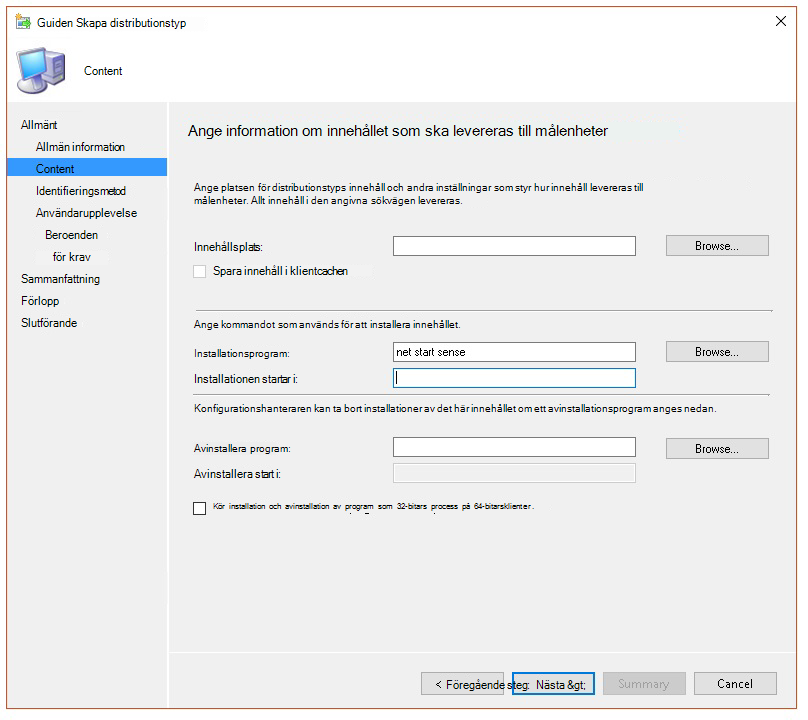 Guiden Skapa distributionstyp
Content
Allmänt
Allmän information
Content
Identifieringsmetod
Användarupplevelse
Beroenden
för krav
Sammanfattning
Förlopp
Slutförande
Ange information om innehållet som ska levereras till målenheter
Ange platsen för distributionstyps innehåll och andra inställningar som styr hur innehåll levereras till
målenheter. Allt innehåll i den angivna sökvägen levereras.
Innehållsplats:
Browse...
Spara innehåll i klientcachen
Ange kommandot som används för att installera innehållet.
Installationsprogram:
net start sense
Browse...
Installationen startar i:
Konfigurationshanteraren kan ta bort installationer av det här innehållet om ett avinstallationsprogram anges nedan.
Avinstallera program:
Browse...
Avinstallera start i:
Kör installation och avinstallation av program som 32-bitars process på 64-bitarsklienter.
< Föregående steg:
Nästa &gt;
Summary
Cancel